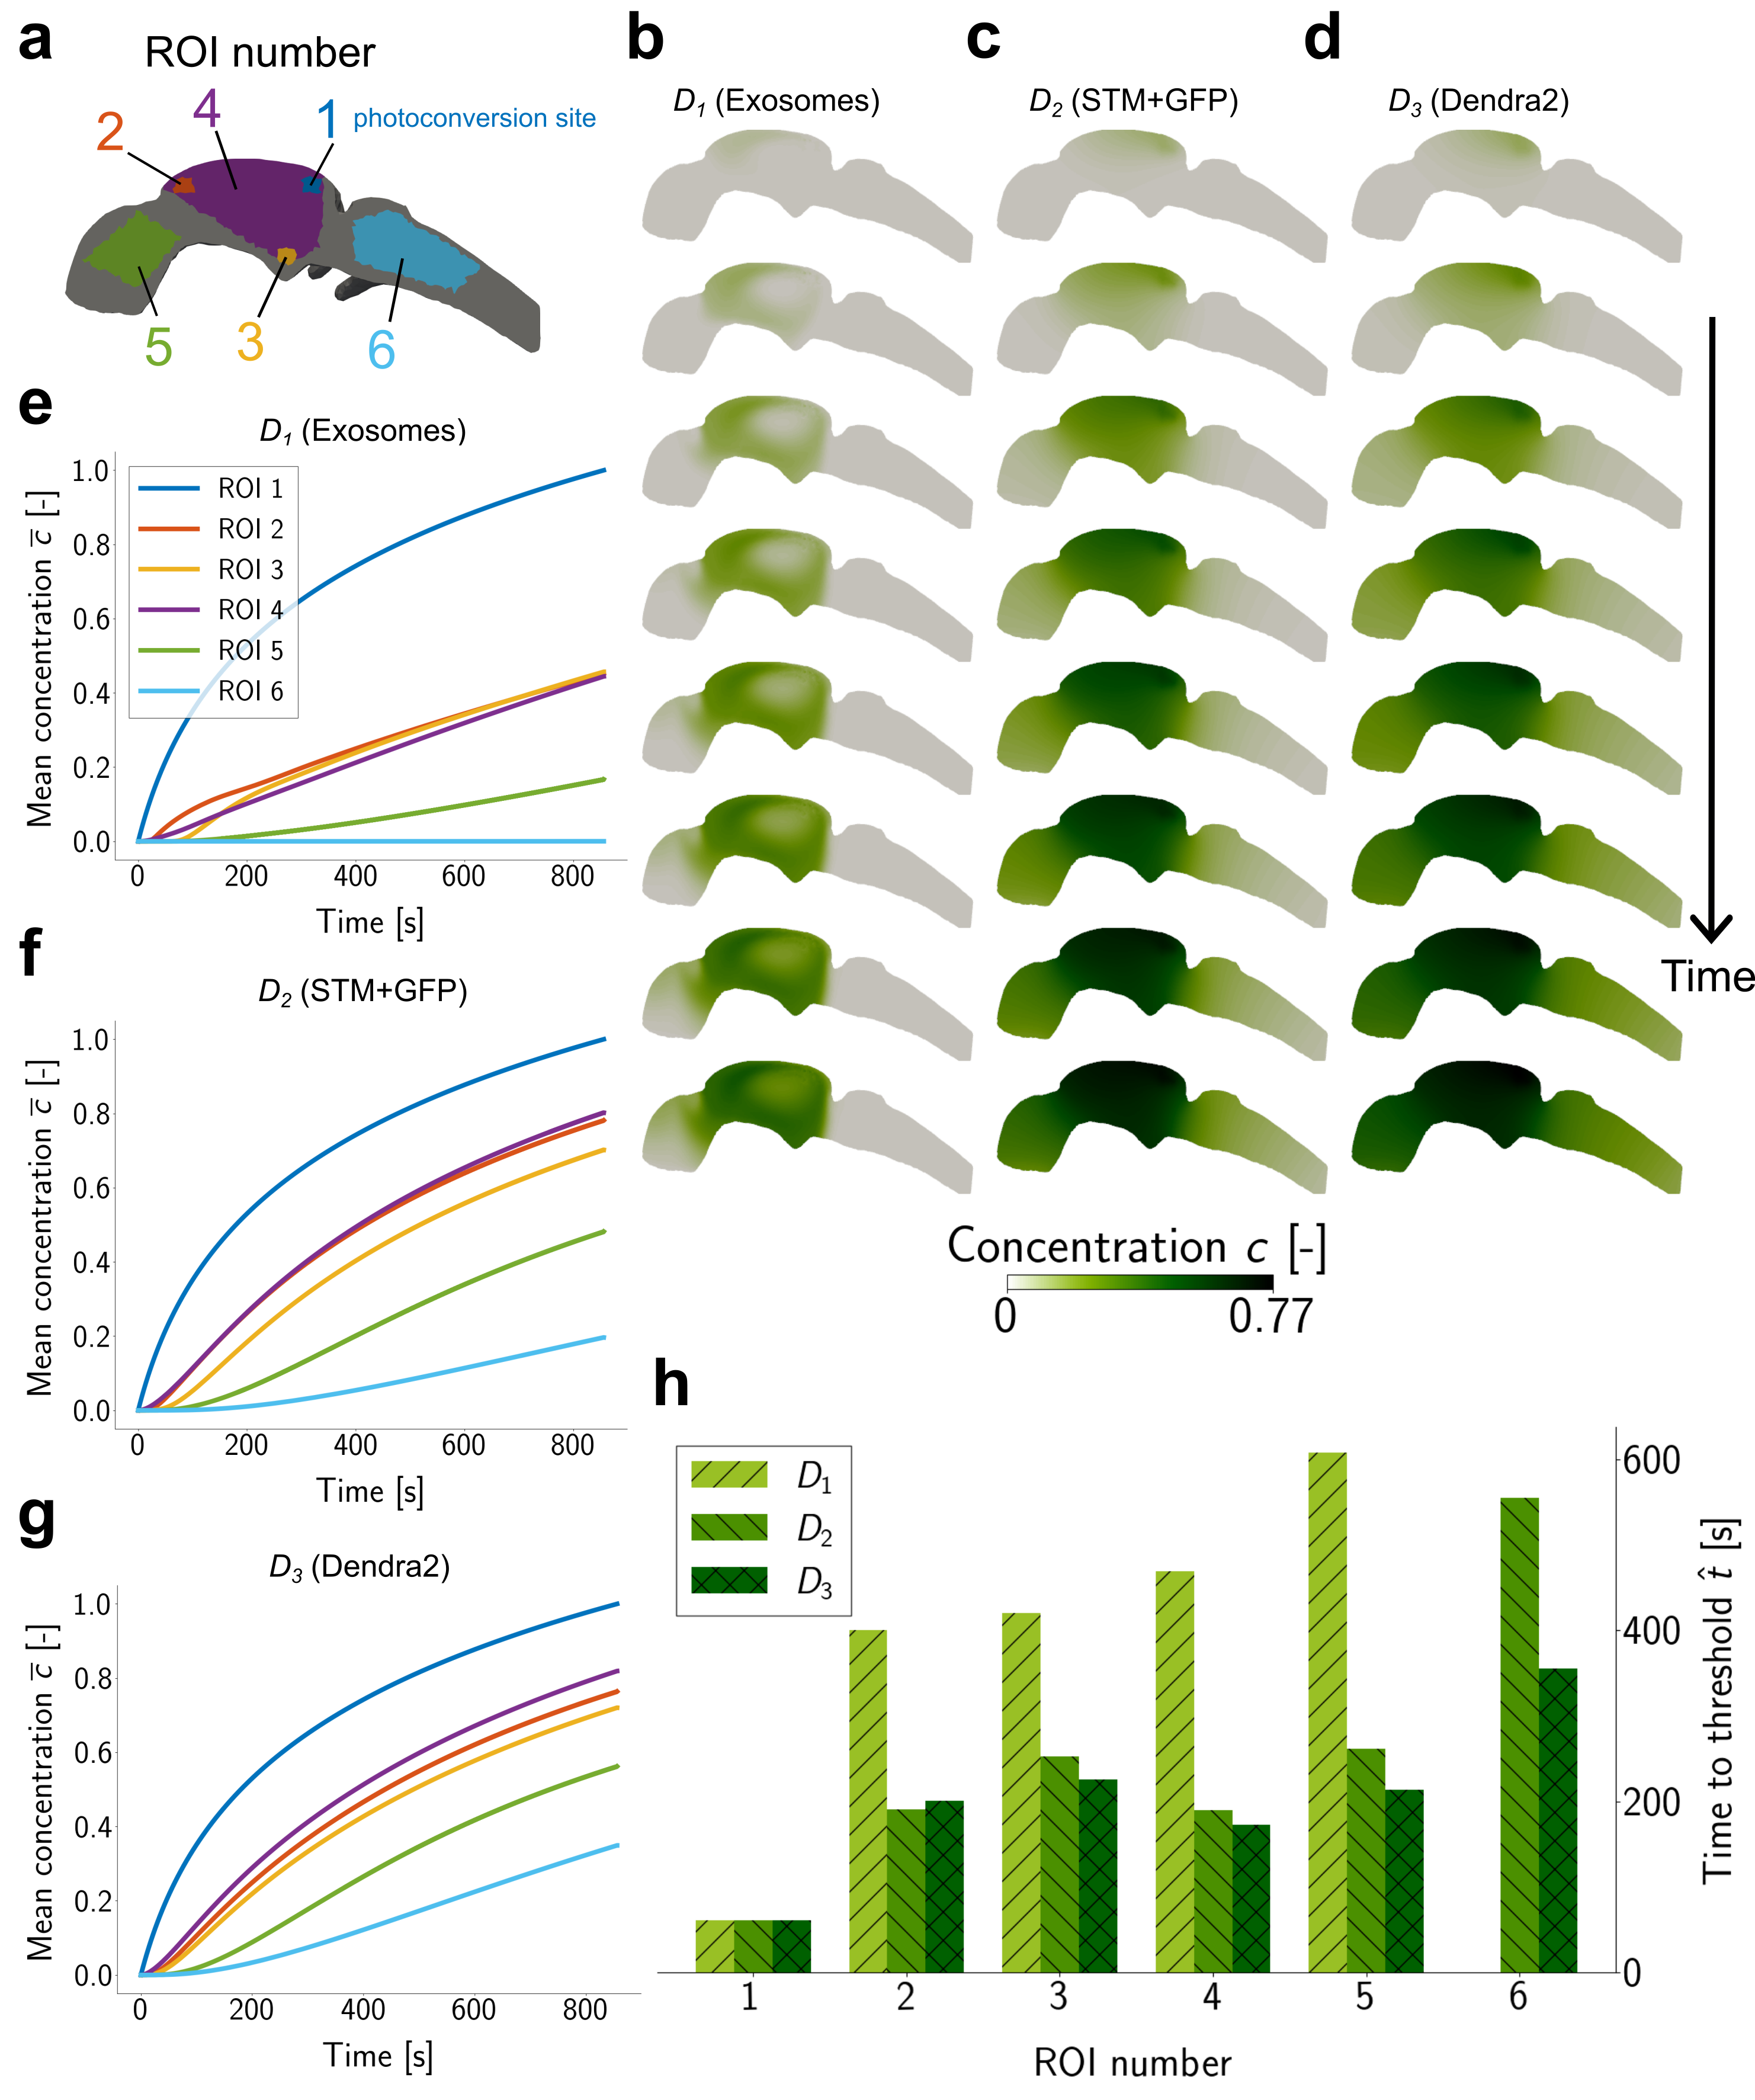 a
ROI number
2
4
1 photoconversion site
5
3
6
b
D1 (Exosomes)
c
D2 (STM+GFP)
d
D3 (Dendra2)
Time
Concentration c [-]
0
0.77
e
D1 (Exosomes)
Mean concentration c̅ [-]
1.0
0.8
0.6
0.4
0.2
0.0
ROI 1
ROI 2
ROI 3
ROI 4
ROI 5
ROI 6
0 200 400 600 800
Time [s]
f
D2 (STM+GFP)
Mean concentration c̅ [-]
1.0
0.8
0.6
0.4
0.2
0.0
0 200 400 600 800
Time [s]
g
D3 (Dendra2)
Mean concentration c̅ [-]
1.0
0.8
0.6
0.4
0.2
0.0
0 200 400 600 800
Time [s]
h
D1
D2
D3
600
400
200
0
Time to threshold t̂ [s]
1 2 3 4 5 6
ROI number